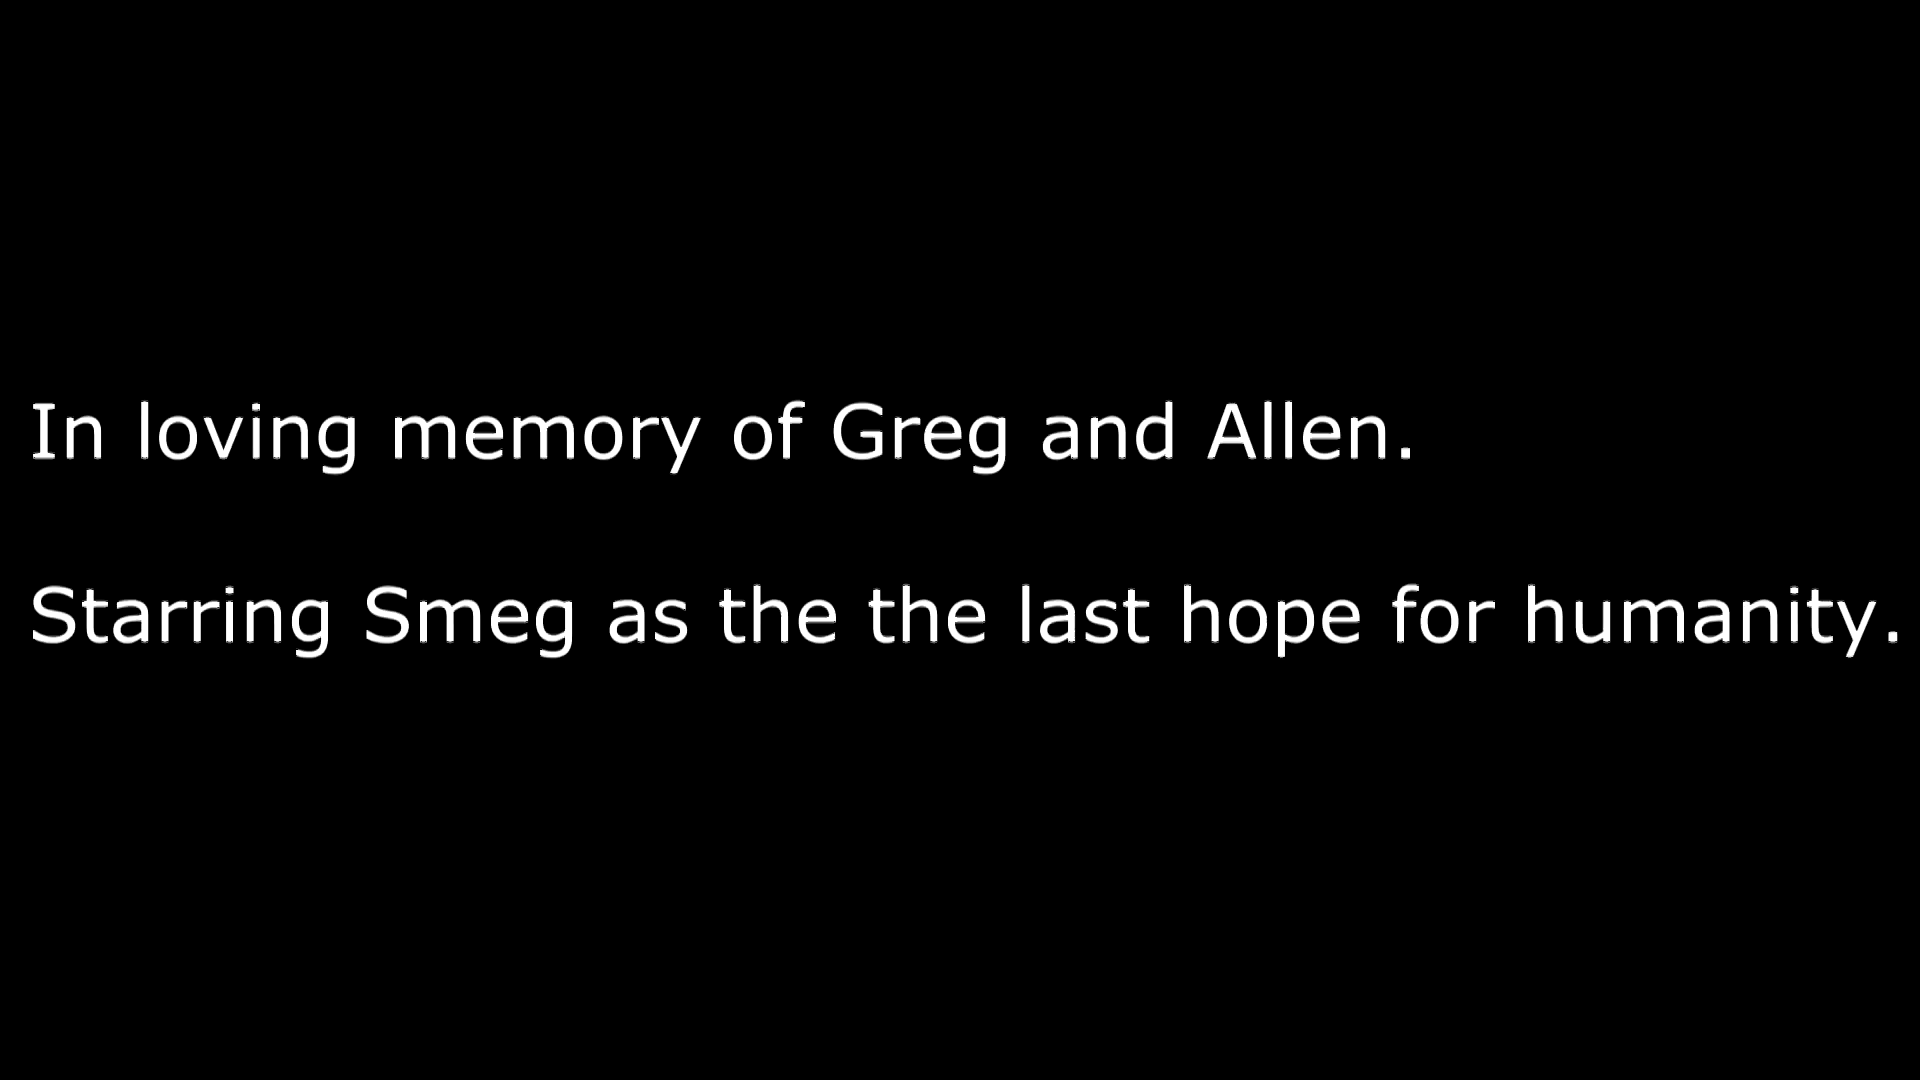 In loving memory of Greg and Allen.
Starring Smeg as the the last hope for humanity.